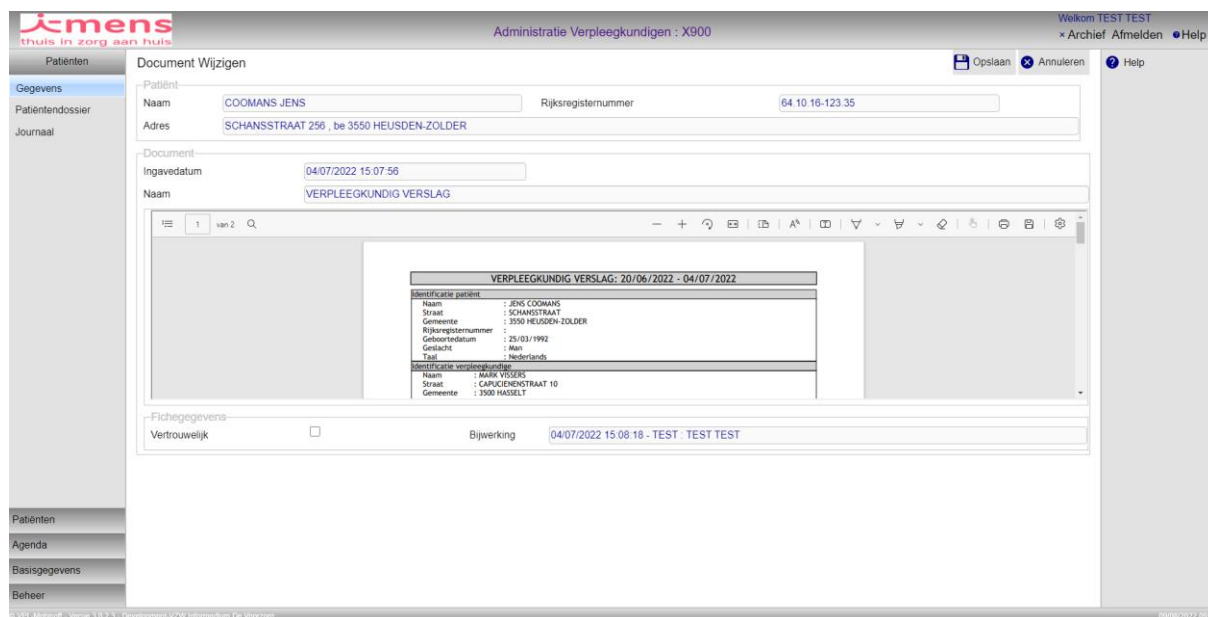 i-mens
thuis in zorg aan huis
Administratie Verpleegkundigen : X900
Welkom TEST TEST
× Archief Afmelden Help
Patiënten
Gegevens
Patiëntendossier
Journaal
Document Wijzigen
Opslaan Annuleren
Help
Patiënt
Naam COOMANS JENS Rijksregisternummer 64.10.16-123.35
Adres SCHANSSTRAAT 256 , be 3550 HEUSDEN-ZOLDER
Document
Ingavedatum 04/07/2022 15:07:56
Naam VERPLEEGKUNDIG VERSLAG
1 van 2
VERPLEEGKUNDIG VERSLAG: 20/06/2022 - 04/07/2022
Identificatie patiënt
Naam : JENS COOMANS
Straat : SCHANSSTRAAT
Gemeente : 3550 HEUSDEN-ZOLDER
Rijksregisternummer :
Geboortedatum : 25/03/1992
Geslacht : Man
Taal : Nederlands
Identificatie verpleegkundige
Naam : MARK VISSERS
Straat : CAPUCIENENSTRAAT 10
Gemeente : 3500 HASSELT
Fichegegevens
Vertrouwelijk Bijwerking 04/07/2022 15:08:18 - TEST : TEST TEST
Patiënten
Agenda
Basisgegevens
Beheer